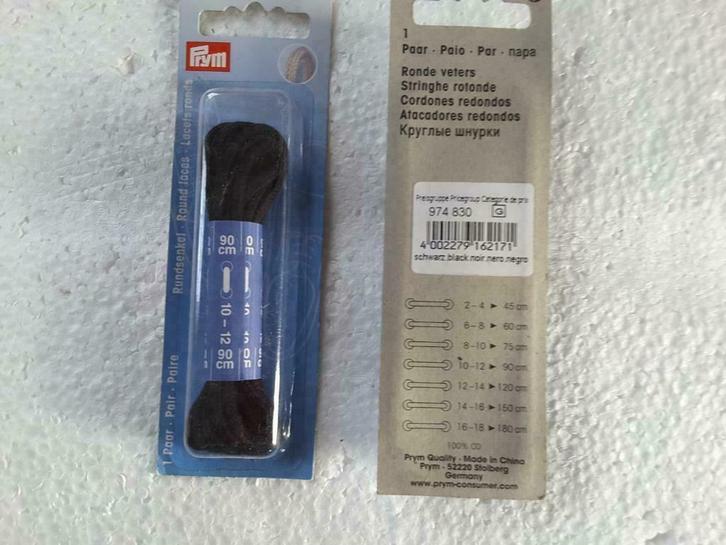 Prym
Rundsenkel · Round laces · Lacets ronds
1 Paar · Pair · Paire
90
cm
10 – 12
90
cm
1
Paar · Paio · Par · пара
Ronde veters
Stringhe rotonde
Cordones redondos
Atacadores redondos
Круглые шнурки
Preisgruppe Pricegroup Categorie de prix
974 830 G
4 002279 162171
schwarz.black.noir.nero.negro
2 – 4 ► 45 cm
6 – 8 ► 60 cm
8 – 10 ► 75 cm
10 – 12 ► 90 cm
12 – 14 ► 120 cm
14 – 16 ► 150 cm
16 – 18 ► 180 cm
100% CO
Prym Quality · Made in China
Prym · 52220 Stolberg
Germany
www.prym-consumer.com